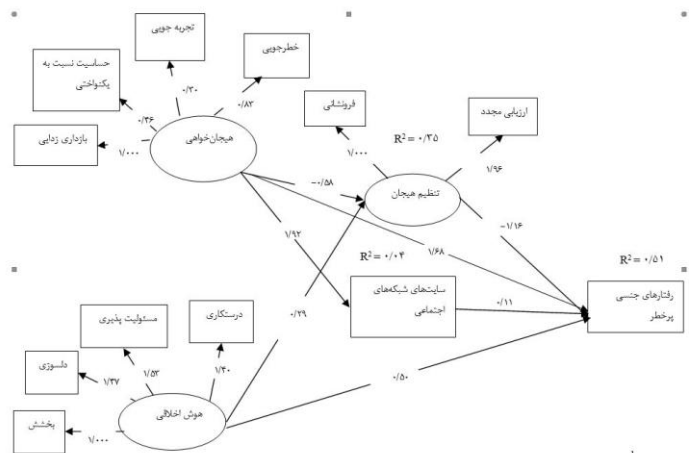 تجربه جویی
خطرجویی
حساسیت نسبت به
یکنواختی
بازداری زدایی
۰/۳۰
۰/۸۳
۰/۴۶
۱/۰۰۰
هیجان‌خواهی
فرونشانی
ارزیابی مجدد
R² = ۰/۳۵
۱/۰۰۰
۱/۹۶
تنظیم هیجان
-۰/۵۸
-۱/۱۶
۱/۹۲
۱/۶۸
R² = ۰/۰۴
R² = ۰/۵۱
سایت‌های شبکه‌های
اجتماعی
۰/۱۱
رفتارهای جنسی
پرخطر
۰/۲۹
۰/۵۰
درستکاری
مسئولیت پذیری
دلسوزی
بخشش
۱/۴۰
۱/۵۳
۱/۴۷
۱/۰۰۰
هوش اخلاقی